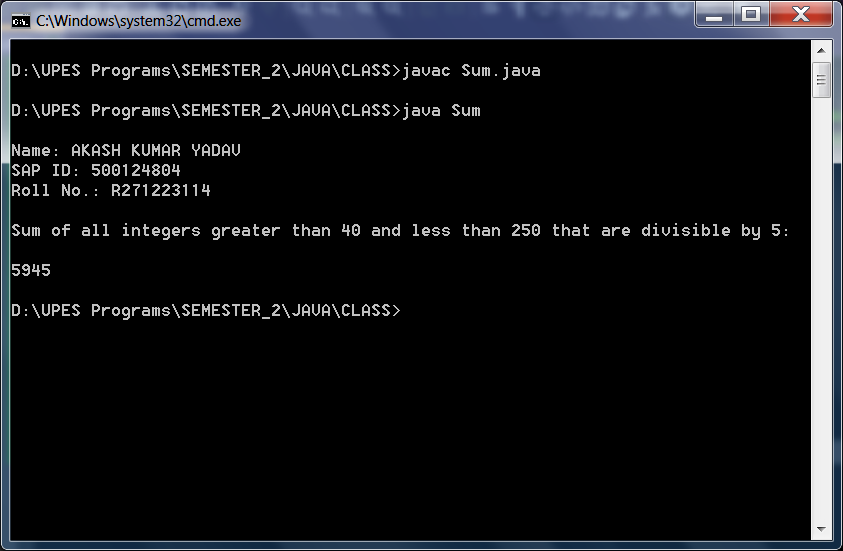 C:\Windows\system32\cmd.exe
D:\UPES Programs\SEMESTER_2\JAVA\CLASS>javac Sum.java
D:\UPES Programs\SEMESTER_2\JAVA\CLASS>java Sum
Name: AKASH KUMAR YADAV
SAP ID: 500124804
Roll No.: R271223114
Sum of all integers greater than 40 and less than 250 that are divisible by 5:
5945
D:\UPES Programs\SEMESTER_2\JAVA\CLASS>